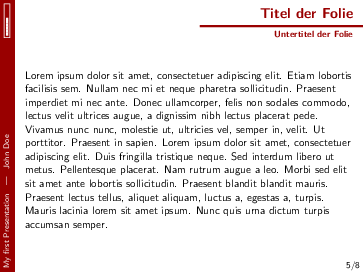 Titel der Folie
Untertitel der Folie
Lorem ipsum dolor sit amet, consectetuer adipiscing elit. Etiam lobortis
facilisis sem. Nullam nec mi et neque pharetra sollicitudin. Praesent
imperdiet mi nec ante. Donec ullamcorper, felis non sodales commodo,
lectus velit ultrices augue, a dignissim nibh lectus placerat pede.
Vivamus nunc nunc, molestie ut, ultricies vel, semper in, velit. Ut
porttitor. Praesent in sapien. Lorem ipsum dolor sit amet, consectetuer
adipiscing elit. Duis fringilla tristique neque. Sed interdum libero ut
metus. Pellentesque placerat. Nam rutrum augue a leo. Morbi sed elit
sit amet ante lobortis sollicitudin. Praesent blandit blandit mauris.
Praesent lectus tellus, aliquet aliquam, luctus a, egestas a, turpis.
Mauris lacinia lorem sit amet ipsum. Nunc quis urna dictum turpis
accumsan semper.
My first Presentation — John Doe
5/8